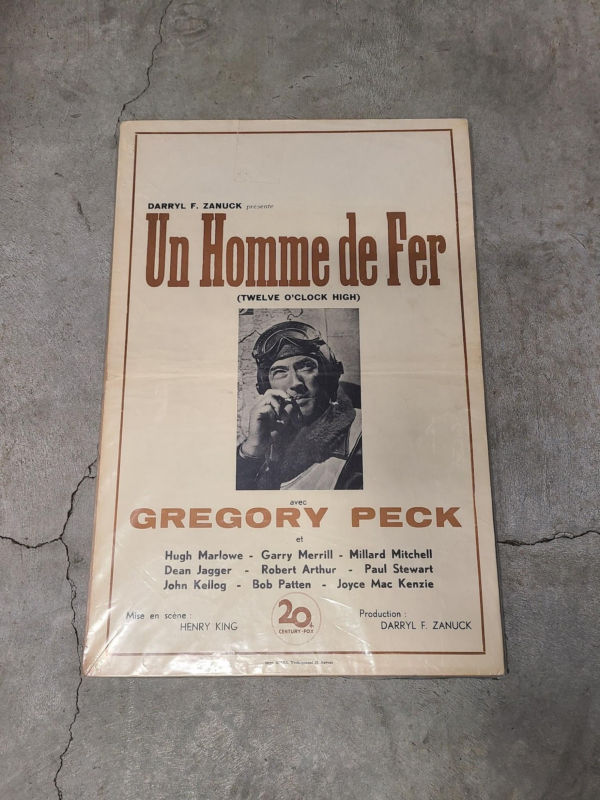 DARRYL F. ZANUCK présente
Un Homme de Fer
(TWELVE O'CLOCK HIGH)
avec
GREGORY PECK
et
Hugh Marlowe - Garry Merrill - Millard Mitchell
Dean Jagger - Robert Arthur - Paul Stewart
John Kellog - Bob Patten - Joyce Mac Kenzie
Mise en scène :
HENRY KING
20th
CENTURY-FOX
Production :
DARRYL F. ZANUCK